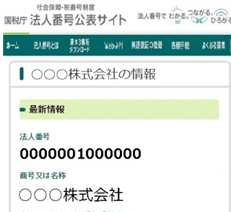 社会保障・税番号制度
国税庁 法人番号公表サイト
法人番号で わかる。つながる。ひろがる。
ホーム 法人番号とは 基本3情報ダウンロード Web-API 英語表記の登録 各種手続 よくある質問
○○○株式会社の情報
最新情報
法人番号
0000001000000
商号又は名称
○○○株式会社